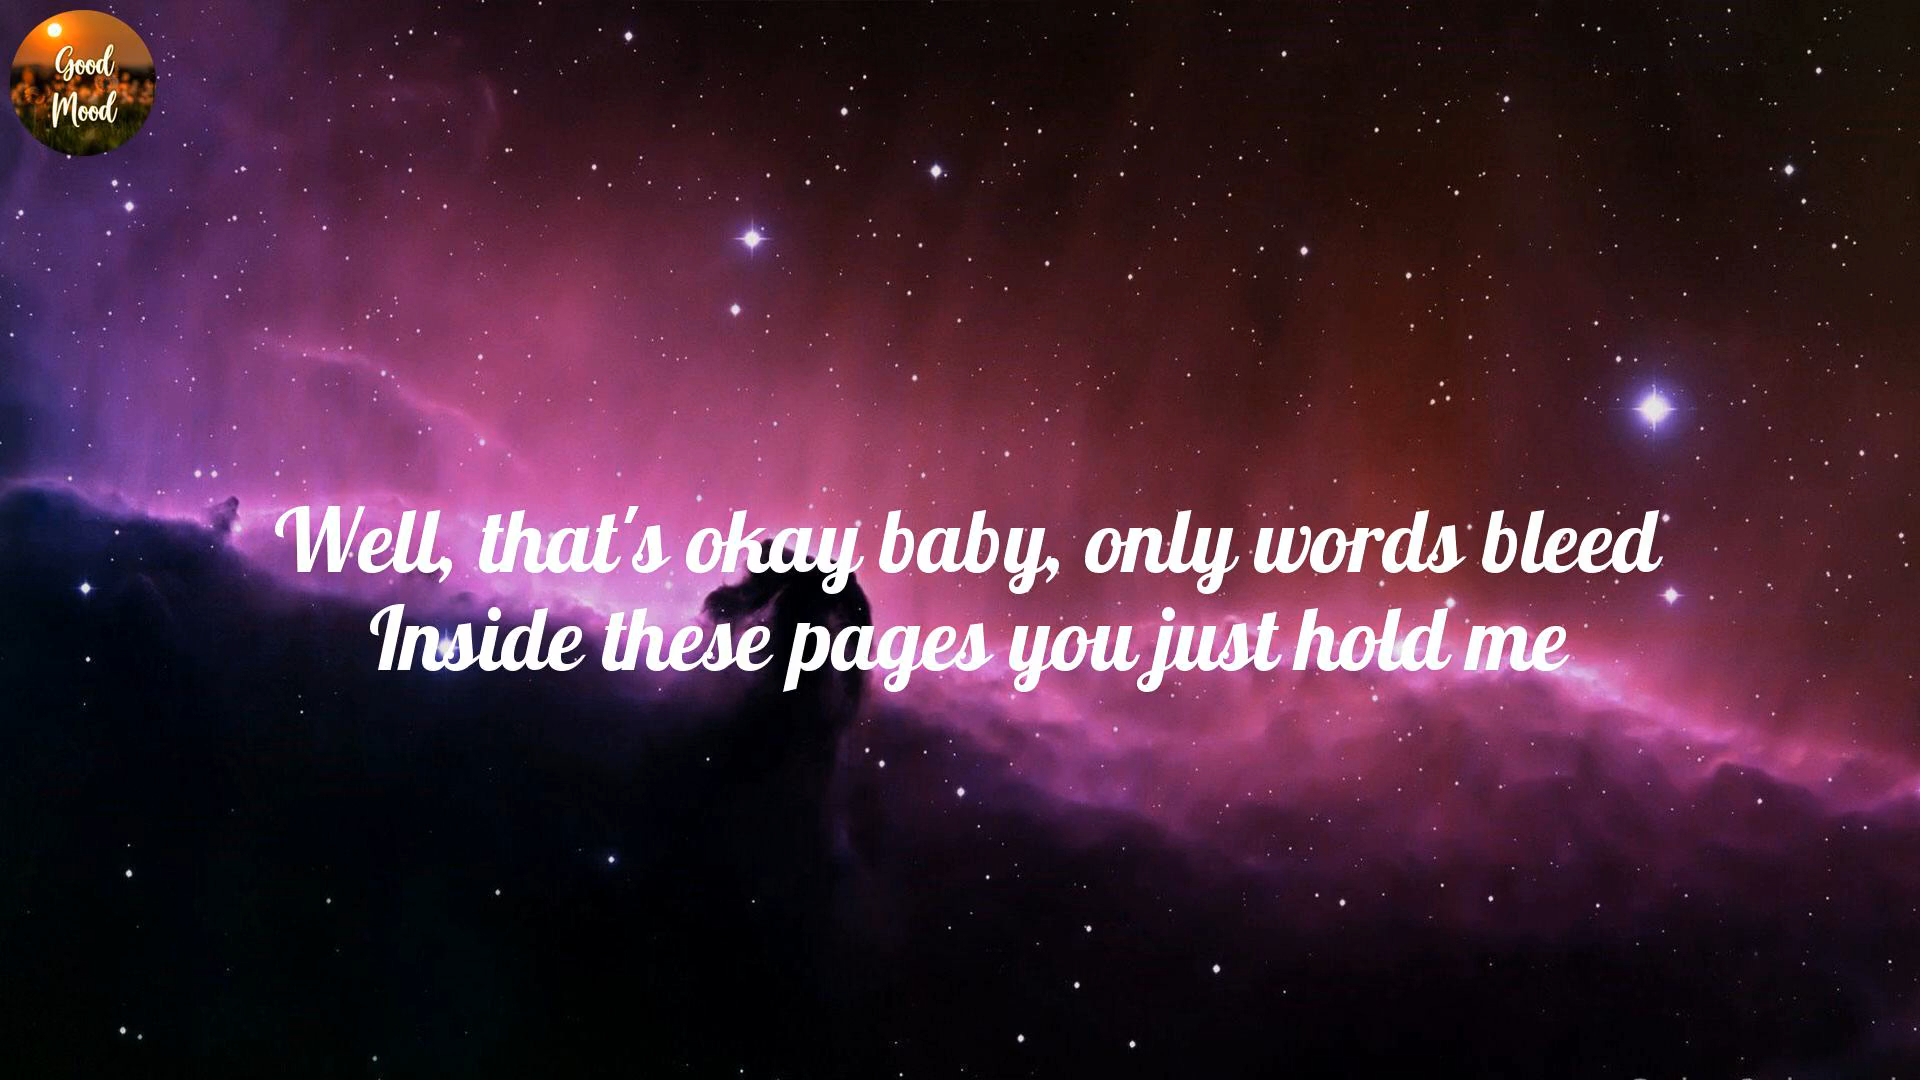 Good
Mood
Well, that's okay baby, only words bleed
Inside these pages you just hold me